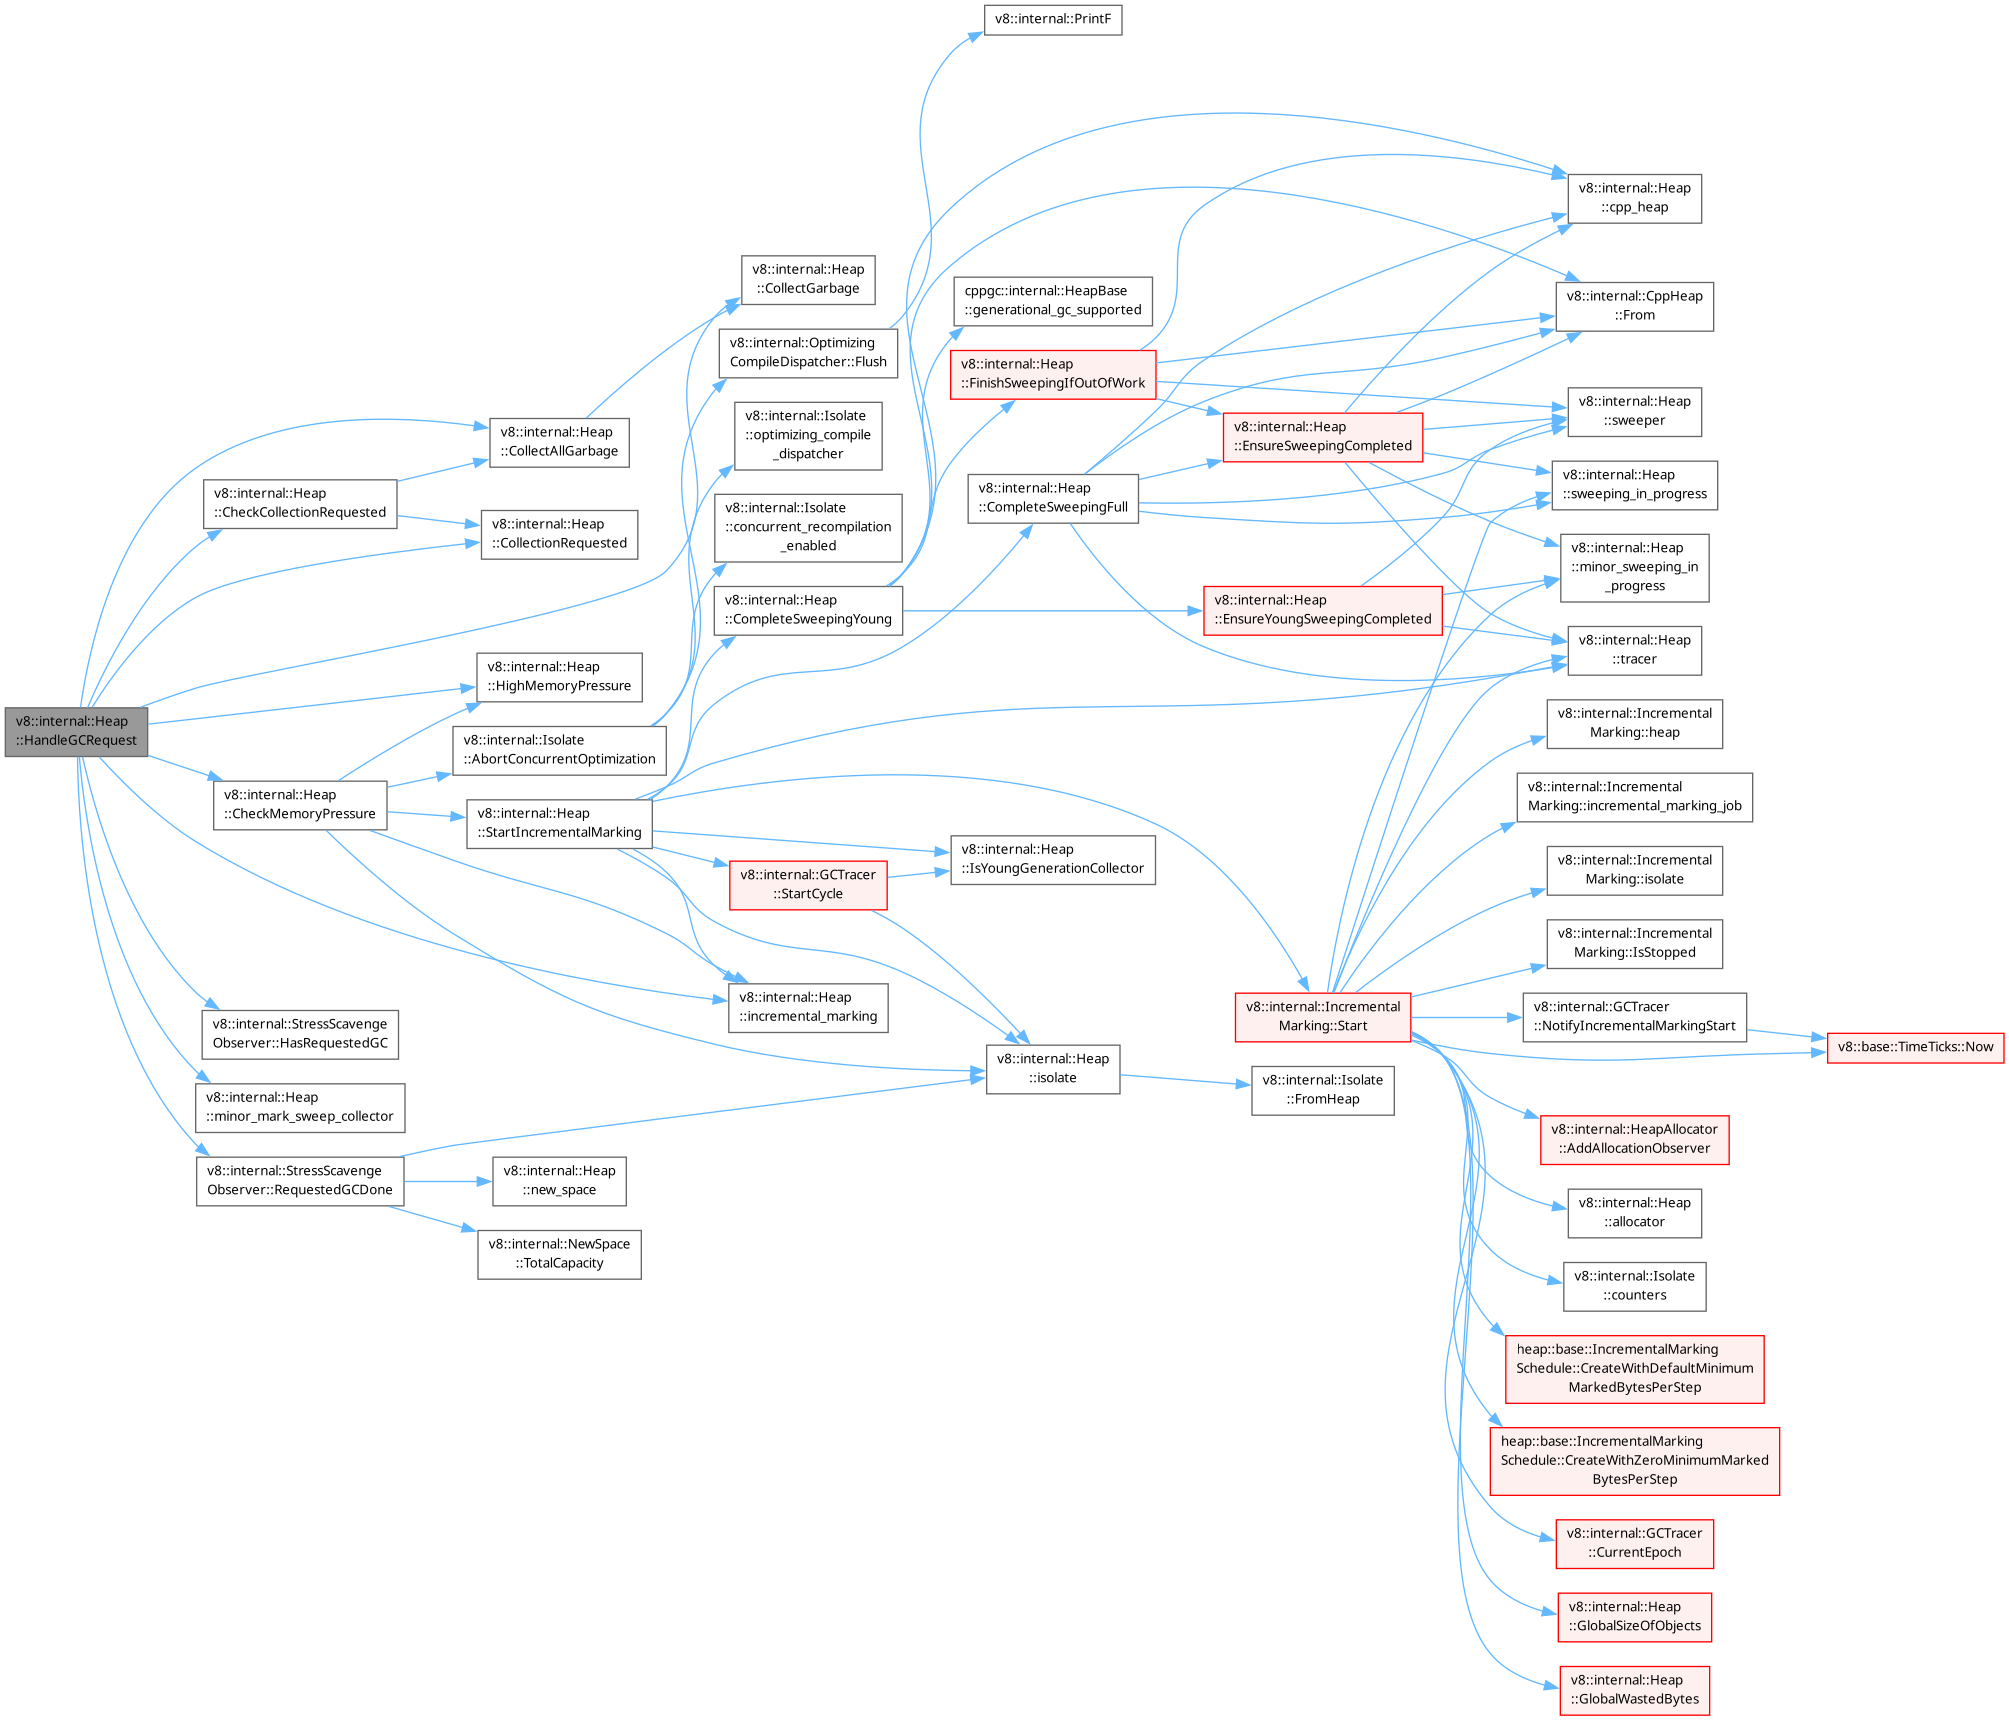 v8::internal::Heap
::HandleGCRequest
v8::internal::Heap
::CheckCollectionRequested
v8::internal::Heap
::CheckMemoryPressure
v8::internal::StressScavenge
Observer::HasRequestedGC
v8::internal::Heap
::minor_mark_sweep_collector
v8::internal::StressScavenge
Observer::RequestedGCDone
v8::internal::Heap
::CollectAllGarbage
v8::internal::Heap
::CollectionRequested
v8::internal::Heap
::HighMemoryPressure
v8::internal::Isolate
::AbortConcurrentOptimization
v8::internal::Heap
::StartIncrementalMarking
v8::internal::Heap
::new_space
v8::internal::NewSpace
::TotalCapacity
v8::internal::Heap
::CollectGarbage
v8::internal::Optimizing
CompileDispatcher::Flush
v8::internal::Isolate
::optimizing_compile
_dispatcher
v8::internal::Isolate
::concurrent_recompilation
_enabled
v8::internal::Heap
::CompleteSweepingYoung
v8::internal::GCTracer
::StartCycle
v8::internal::Heap
::incremental_marking
v8::internal::PrintF
cppgc::internal::HeapBase
::generational_gc_supported
v8::internal::Heap
::FinishSweepingIfOutOfWork
v8::internal::Heap
::CompleteSweepingFull
v8::internal::Heap
::IsYoungGenerationCollector
v8::internal::Heap
::isolate
v8::internal::Heap
::EnsureSweepingCompleted
v8::internal::Heap
::EnsureYoungSweepingCompleted
v8::internal::Incremental
Marking::Start
v8::internal::Isolate
::FromHeap
v8::internal::Heap
::cpp_heap
v8::internal::CppHeap
::From
v8::internal::Heap
::sweeper
v8::internal::Heap
::sweeping_in_progress
v8::internal::Heap
::minor_sweeping_in
_progress
v8::internal::Heap
::tracer
v8::internal::Incremental
Marking::heap
v8::internal::Incremental
Marking::incremental_marking_job
v8::internal::Incremental
Marking::isolate
v8::internal::Incremental
Marking::IsStopped
v8::internal::GCTracer
::NotifyIncrementalMarkingStart
v8::base::TimeTicks::Now
v8::internal::HeapAllocator
::AddAllocationObserver
v8::internal::Heap
::allocator
v8::internal::Isolate
::counters
heap::base::IncrementalMarking
Schedule::CreateWithDefaultMinimum
MarkedBytesPerStep
heap::base::IncrementalMarking
Schedule::CreateWithZeroMinimumMarked
BytesPerStep
v8::internal::GCTracer
::CurrentEpoch
v8::internal::Heap
::GlobalSizeOfObjects
v8::internal::Heap
::GlobalWastedBytes